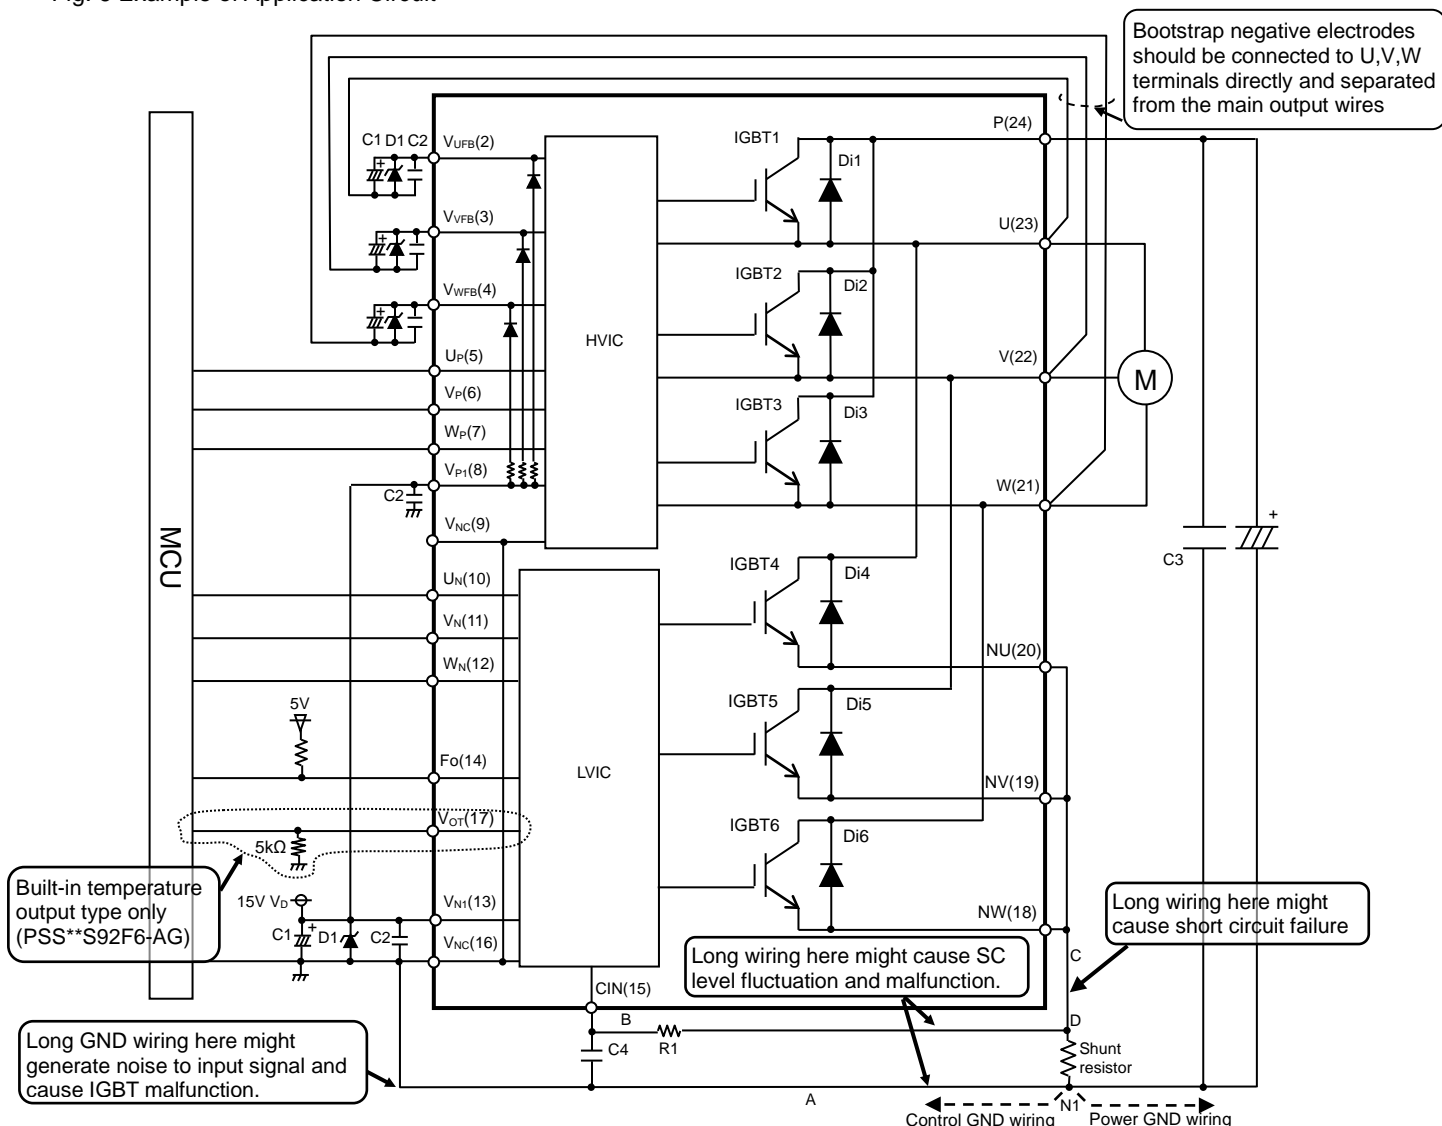 Fig. 3 Example of Application Circuit
Bootstrap negative electrodes
should be connected to U,V,W
terminals directly and separated
from the main output wires
C1 D1 C2
VUFB(2)
IGBT1
Di1
P(24)
U(23)
VVFB(3)
IGBT2
Di2
VWFB(4)
HVIC
UP(5)
V(22)
M
VP(6)
IGBT3
Di3
WP(7)
VP1(8)
C2
W(21)
VNC(9)
+
C3
MCU
IGBT4
Di4
UN(10)
VN(11)
WN(12)
NU(20)
5V
IGBT5
Di5
Fo(14)
LVIC
NV(19)
VOT(17)
5kΩ
IGBT6
Di6
Built-in temperature
output type only
(PSS**S92F6-AG)
15V VD
VN1(13)
C1
+
D1
C2
VNC(16)
NW(18)
Long wiring here might
cause short circuit failure
Long wiring here might cause SC
level fluctuation and malfunction.
C
CIN(15)
B
R1
D
C4
Shunt
resistor
Long GND wiring here might
generate noise to input signal and
cause IGBT malfunction.
A
N1
Control GND wiring
Power GND wiring